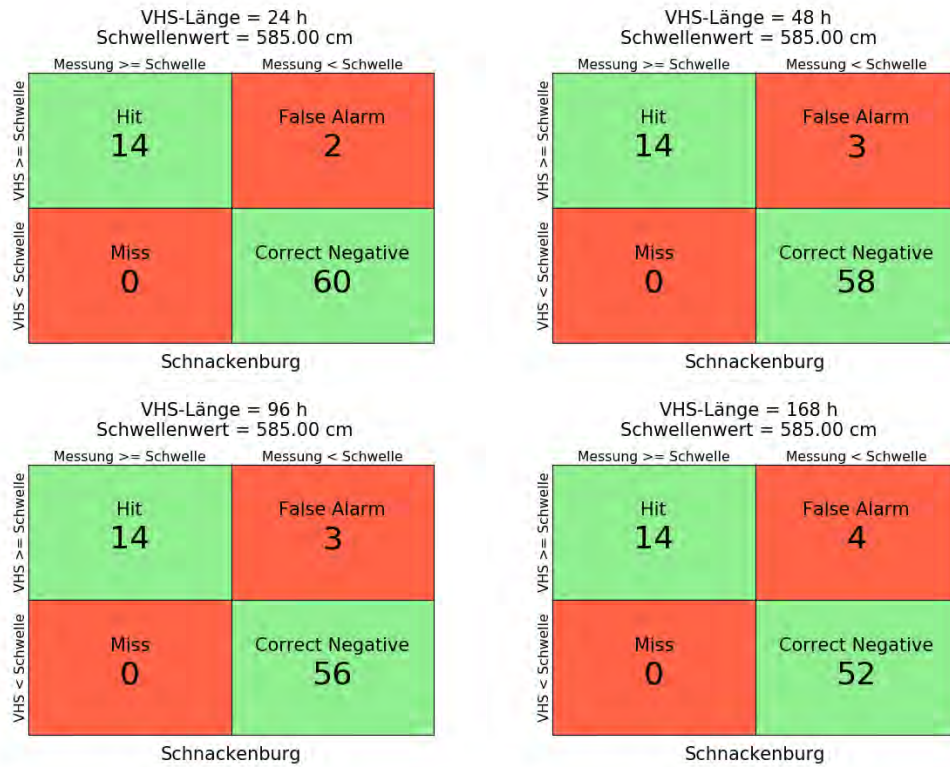 VHS-Länge = 24 h
Schwellenwert = 585.00 cm
Messung >= Schwelle
Messung < Schwelle
VHS >= Schwelle
Hit
14
False Alarm
2
VHS < Schwelle
Miss
0
Correct Negative
60
Schnackenburg
VHS-Länge = 48 h
Schwellenwert = 585.00 cm
Messung >= Schwelle
Messung < Schwelle
VHS >= Schwelle
Hit
14
False Alarm
3
VHS < Schwelle
Miss
0
Correct Negative
58
Schnackenburg
VHS-Länge = 96 h
Schwellenwert = 585.00 cm
Messung >= Schwelle
Messung < Schwelle
VHS >= Schwelle
Hit
14
False Alarm
3
VHS < Schwelle
Miss
0
Correct Negative
56
Schnackenburg
VHS-Länge = 168 h
Schwellenwert = 585.00 cm
Messung >= Schwelle
Messung < Schwelle
VHS >= Schwelle
Hit
14
False Alarm
4
VHS < Schwelle
Miss
0
Correct Negative
52
Schnackenburg